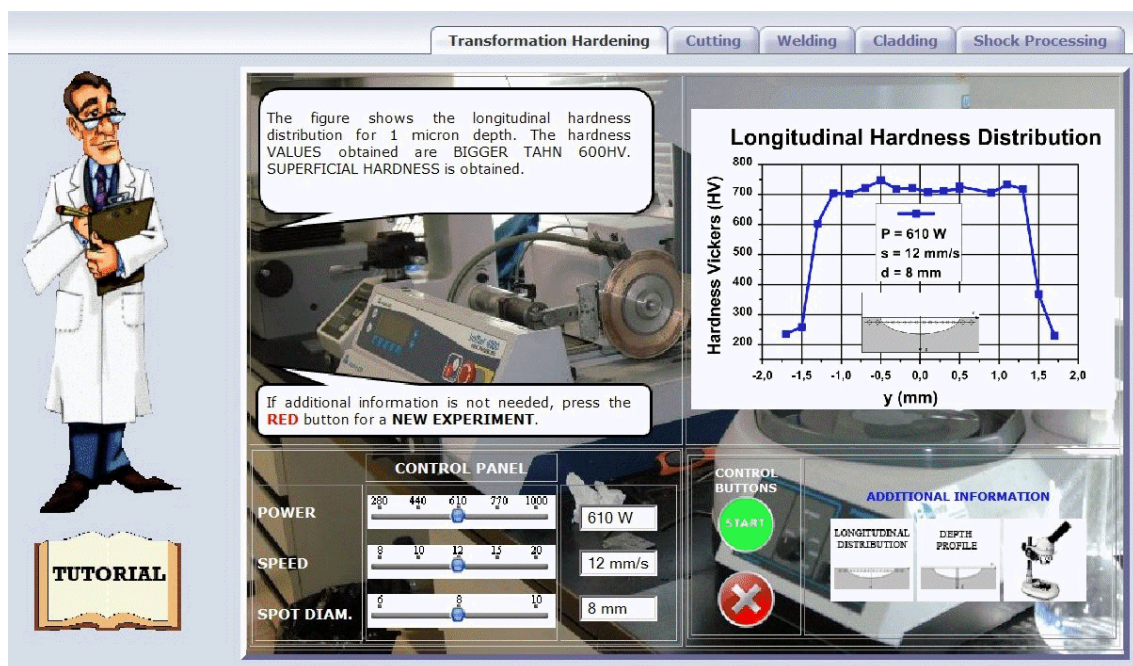 Transformation Hardening
Cutting
Welding
Cladding
Shock Processing
The figure shows the longitudinal hardness
distribution for 1 micron depth. The hardness
VALUES obtained are BIGGER TAHN 600HV.
SUPERFICIAL HARDNESS is obtained.
If additional information is not needed, press the
RED button for a NEW EXPERIMENT.
Longitudinal Hardness Distribution
Hardness Vickers (HV)
800
700
600
500
400
300
200
P = 610 W
s = 12 mm/s
d = 8 mm
-2,0 -1,5 -1,0 -0,5 0,0 0,5 1,0 1,5 2,0
y (mm)
TUTORIAL
CONTROL PANEL
POWER
280 440 610 770 1000
610 W
SPEED
8 10 12 15 20
12 mm/s
SPOT DIAM.
6 8 10
8 mm
CONTROL
BUTTONS
START
ADDITIONAL INFORMATION
LONGITUDINAL
DISTRIBUTION
DEPTH
PROFILE